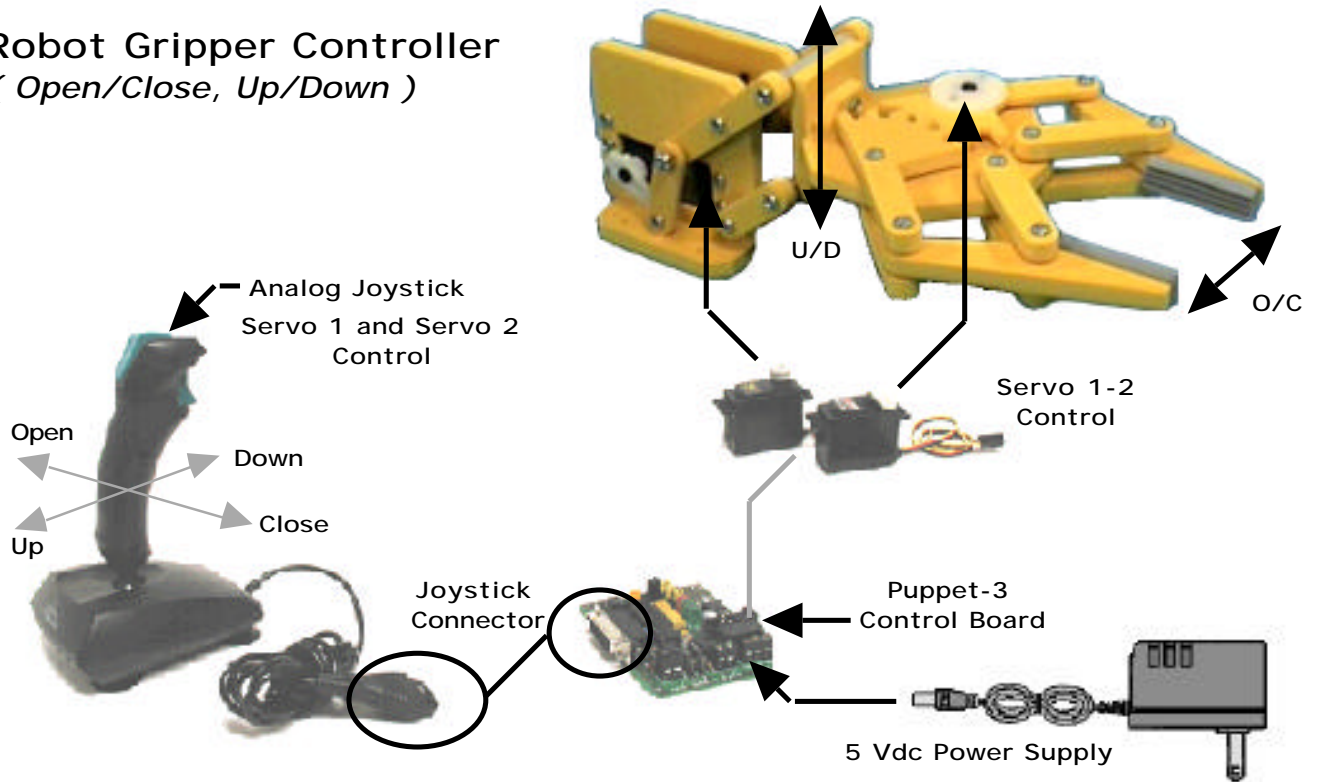 Robot Gripper Controller
( Open/Close, Up/Down )
U/D
O/C
Analog Joystick
Servo 1 and Servo 2
Control
Servo 1-2
Control
Open
Down
Close
Up
Joystick
Connector
Puppet-3
Control Board
5 Vdc Power Supply